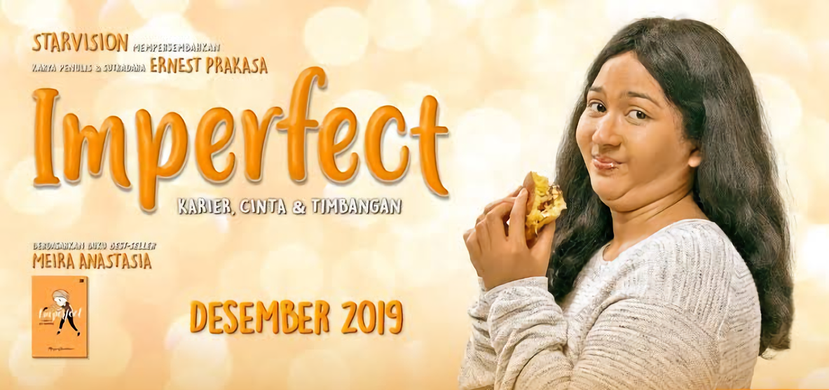 STARVISION MEMPERSEMBAHKAN
KARYA PENULIS & SUTRADARA ERNEST PRAKASA
Imperfect
KARIER, CINTA & TIMBANGAN
BERDASARKAN BUKU BEST-SELLER
MEIRA ANASTASIA
Imperfect
DESEMBER 2019